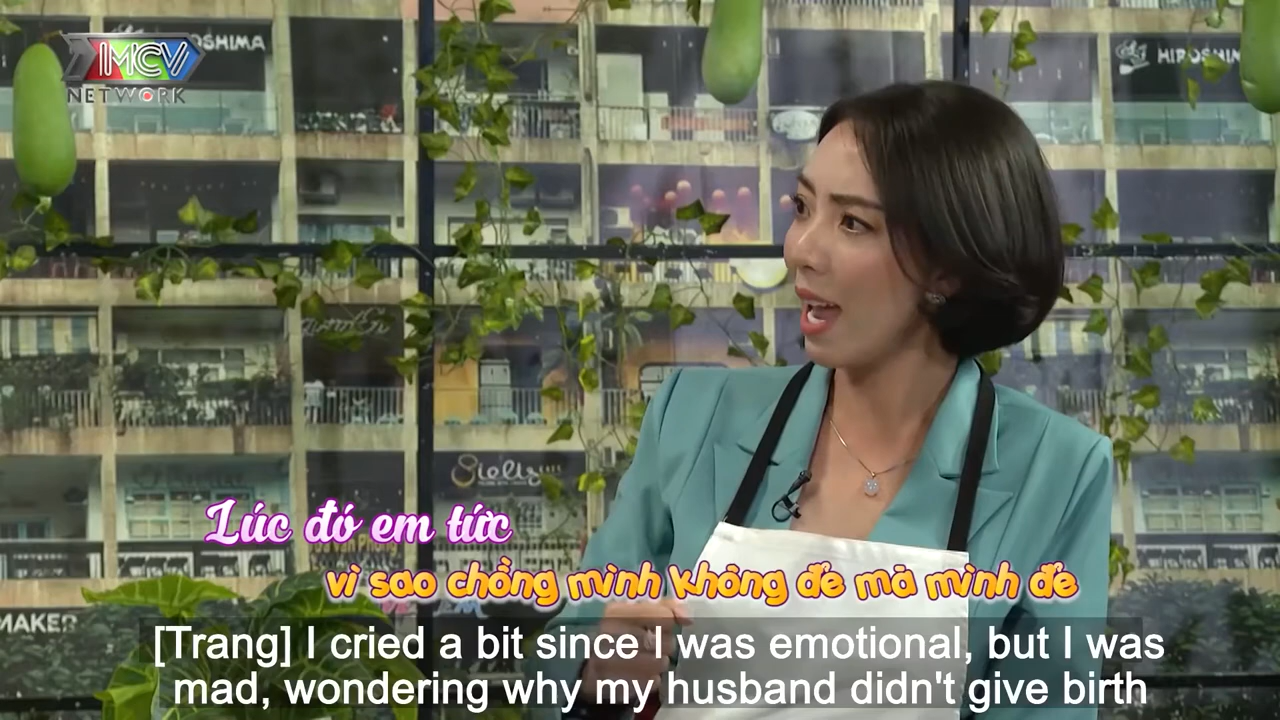 MCV
NETWORK
HIROSHIMA
Lúc đó em tức
vì sao chồng mình không đẻ mà mình đẻ
MAKER
[Trang] I cried a bit since I was emotional, but I was
mad, wondering why my husband didn't give birth